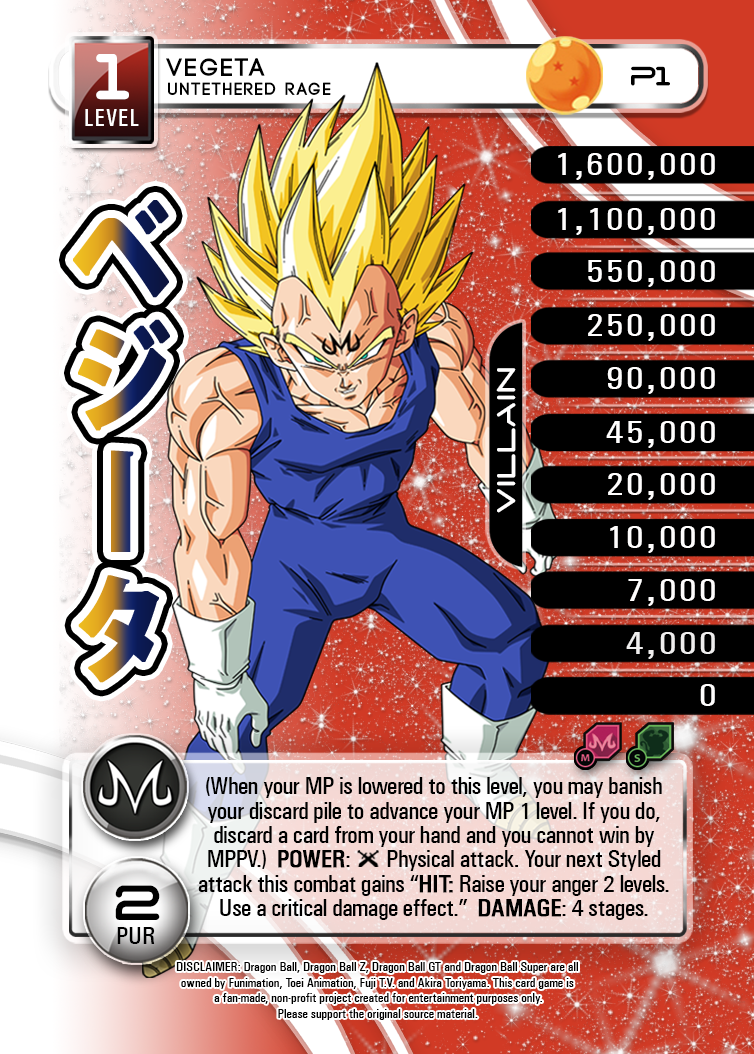 1
LEVEL
VEGETA
UNTETHERED RAGE
P1
ベジータ
1,600,000
1,100,000
550,000
250,000
90,000
45,000
20,000
10,000
7,000
4,000
0
VILLAIN
M
S
(When your MP is lowered to this level, you may banish
your discard pile to advance your MP 1 level. If you do,
discard a card from your hand and you cannot win by
MPPV.) POWER: Physical attack. Your next Styled
attack this combat gains “HIT: Raise your anger 2 levels.
Use a critical damage effect.” DAMAGE: 4 stages.
2
PUR
DISCLAIMER: Dragon Ball, Dragon Ball Z, Dragon Ball GT and Dragon Ball Super are all
owned by Funimation, Toei Animation, Fuji T.V. and Akira Toriyama. This card game is
a fan-made, non-profit project created for entertainment purposes only.
Please support the original source material.